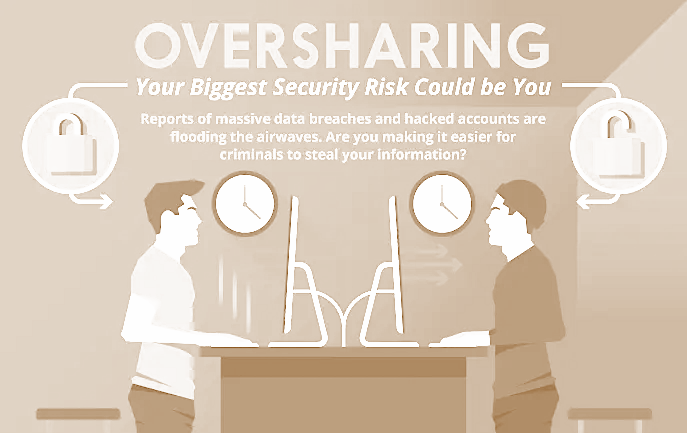 OVERSHARING
Your Biggest Security Risk Could be You
Reports of massive data breaches and hacked accounts are
flooding the airwaves. Are you making it easier for
criminals to steal your information?